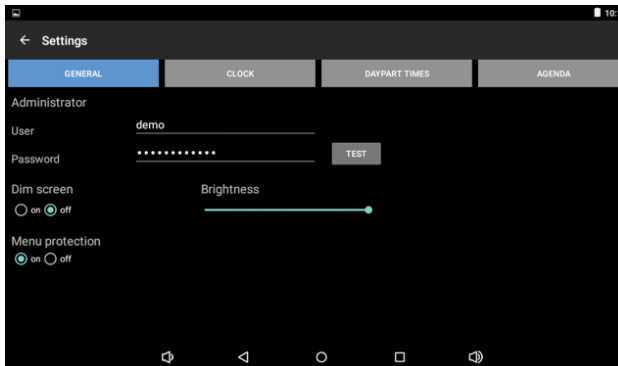 10:
Settings
GENERAL CLOCK DAYPART TIMES AGENDA
Administrator
User demo
Password •••••••••••• TEST
Dim screen Brightness
on off
Menu protection
on off